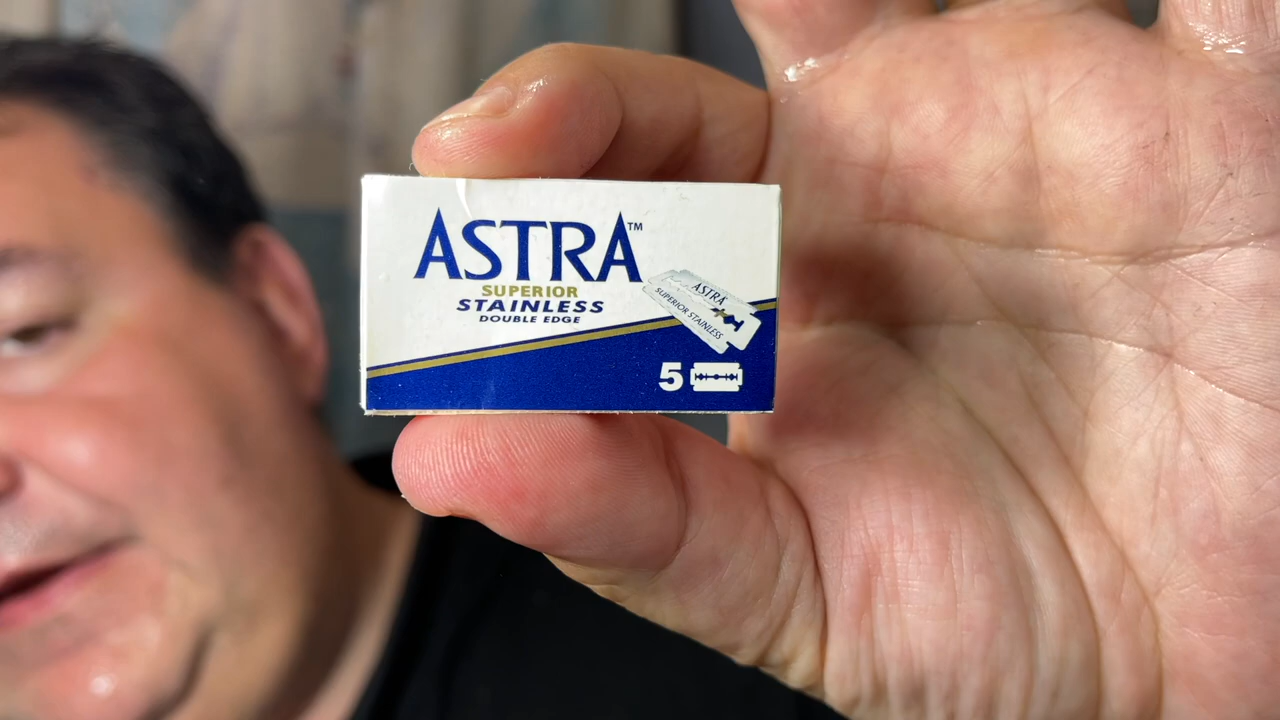 ASTRA™
SUPERIOR
STAINLESS
DOUBLE EDGE
ASTRA
SUPERIOR STAINLESS
5